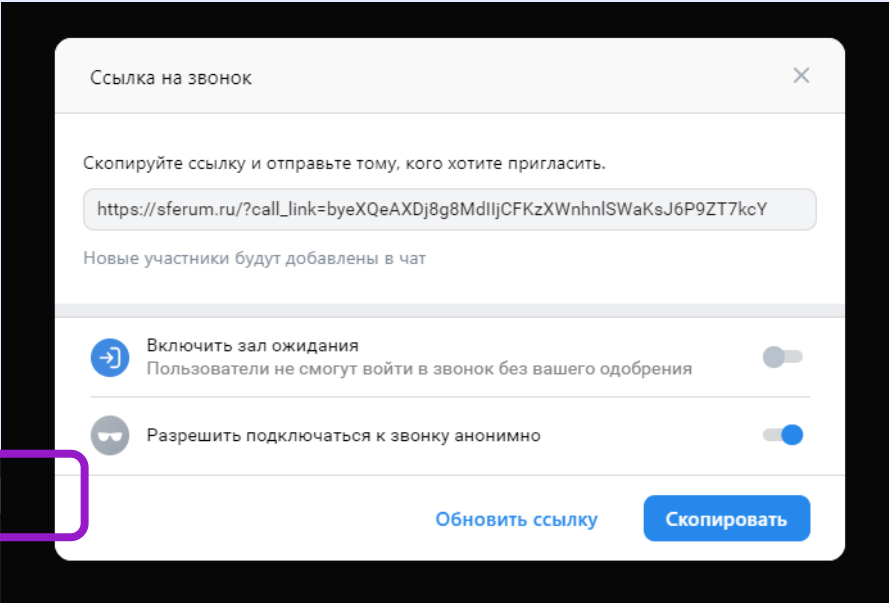 Ссылка на звонок
Скопируйте ссылку и отправьте тому, кого хотите пригласить.
https://sferum.ru/?call_link=byeXQeAXDj8g8MdIIjCFKzXWnhnlSWaKsJ6P9ZT7kcY
Новые участники будут добавлены в чат
Включить зал ожидания
Пользователи не смогут войти в звонок без вашего одобрения
Разрешить подключаться к звонку анонимно
Обновить ссылку
Скопировать